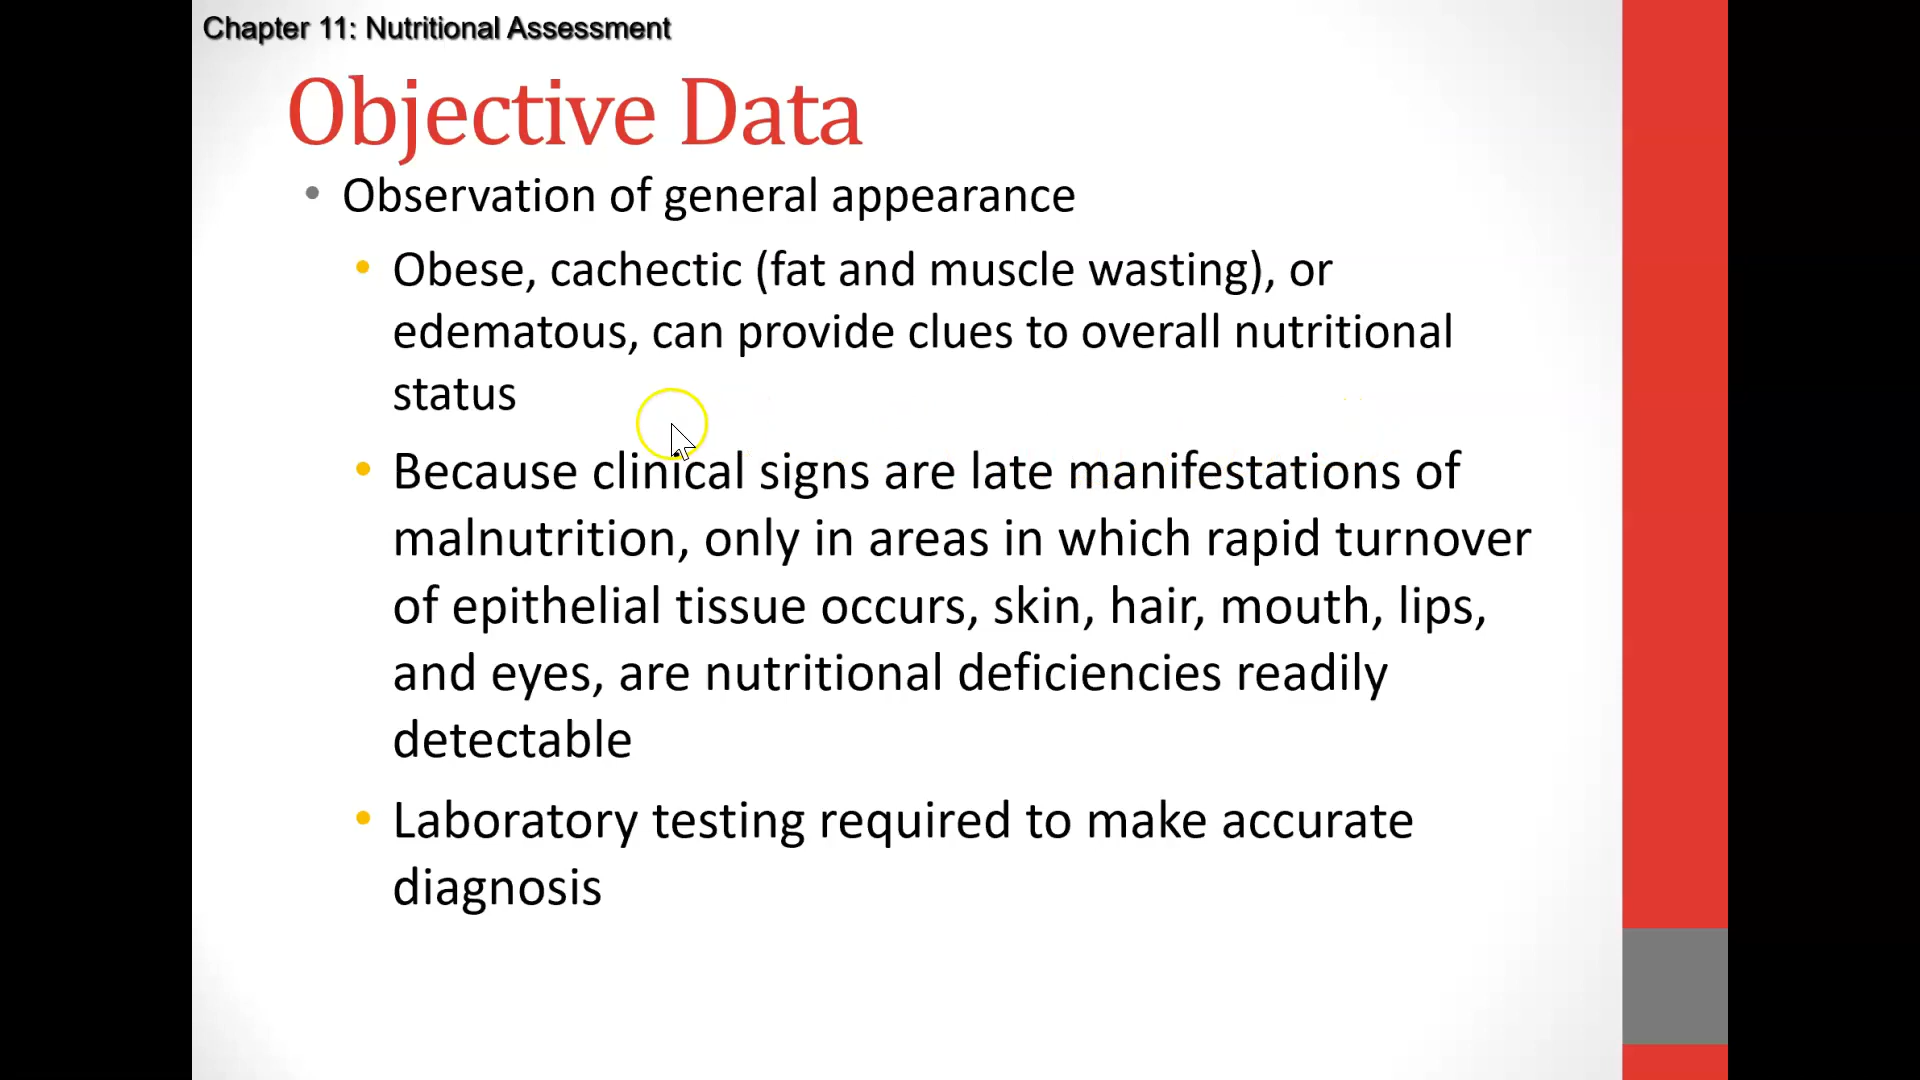 Chapter 11: Nutritional Assessment
Objective Data
• Observation of general appearance
• Obese, cachectic (fat and muscle wasting), or
edematous, can provide clues to overall nutritional
status
• Because clinical signs are late manifestations of
malnutrition, only in areas in which rapid turnover
of epithelial tissue occurs, skin, hair, mouth, lips,
and eyes, are nutritional deficiencies readily
detectable
• Laboratory testing required to make accurate
diagnosis